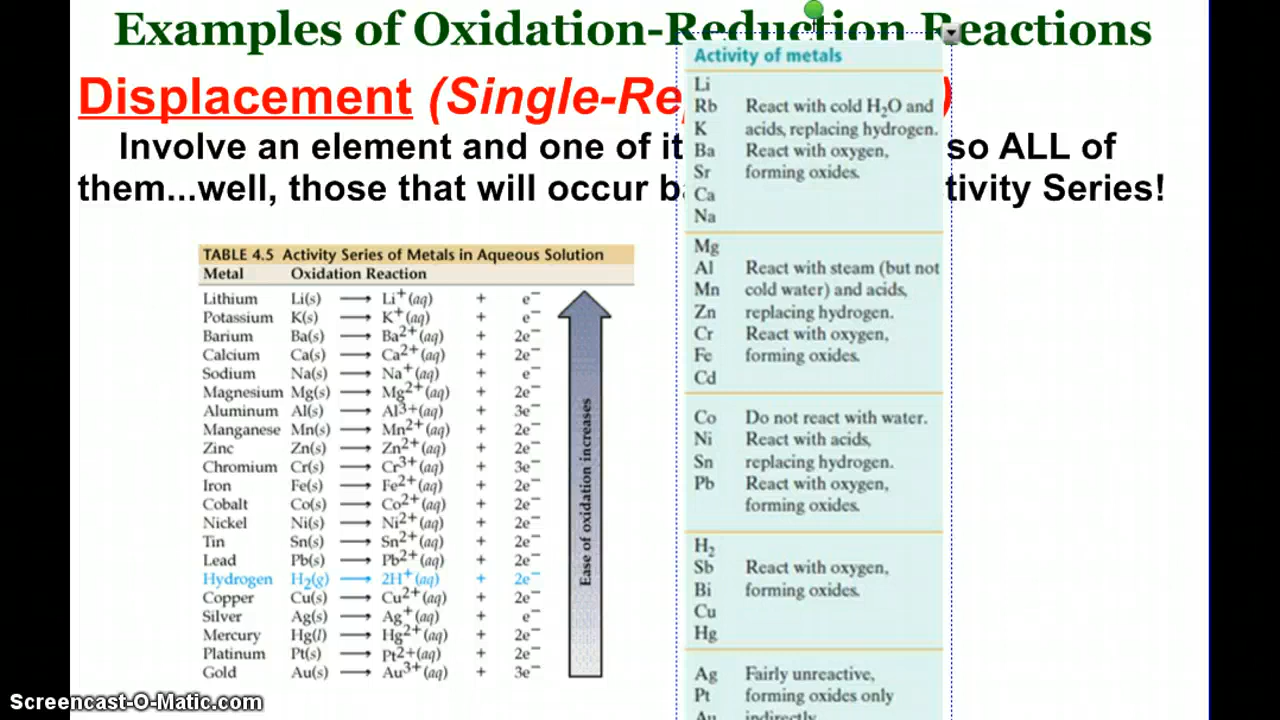 Examples of Oxidation-Reduction Reactions
Displacement (Single-Re )
Involve an element and one of it so ALL of
them...well, those that will occur ba tivity Series!
TABLE 4.5 Activity Series of Metals in Aqueous Solution
Metal Oxidation Reaction
Lithium Li(s) ⟶ Li⁺(aq) + e⁻
Potassium K(s) ⟶ K⁺(aq) + e⁻
Barium Ba(s) ⟶ Ba²⁺(aq) + 2e⁻
Calcium Ca(s) ⟶ Ca²⁺(aq) + 2e⁻
Sodium Na(s) ⟶ Na⁺(aq) + e⁻
Magnesium Mg(s) ⟶ Mg²⁺(aq) + 2e⁻
Aluminum Al(s) ⟶ Al³⁺(aq) + 3e⁻
Manganese Mn(s) ⟶ Mn²⁺(aq) + 2e⁻
Zinc Zn(s) ⟶ Zn²⁺(aq) + 2e⁻
Chromium Cr(s) ⟶ Cr³⁺(aq) + 3e⁻
Iron Fe(s) ⟶ Fe²⁺(aq) + 2e⁻
Cobalt Co(s) ⟶ Co²⁺(aq) + 2e⁻
Nickel Ni(s) ⟶ Ni²⁺(aq) + 2e⁻
Tin Sn(s) ⟶ Sn²⁺(aq) + 2e⁻
Lead Pb(s) ⟶ Pb²⁺(aq) + 2e⁻
Hydrogen H₂(g) ⟶ 2H⁺(aq) + 2e⁻
Copper Cu(s) ⟶ Cu²⁺(aq) + 2e⁻
Silver Ag(s) ⟶ Ag⁺(aq) + e⁻
Mercury Hg(l) ⟶ Hg²⁺(aq) + 2e⁻
Platinum Pt(s) ⟶ Pt²⁺(aq) + 2e⁻
Gold Au(s) ⟶ Au³⁺(aq) + 3e⁻
Ease of oxidation increases
Activity of metals
Li
Rb React with cold H₂O and
K acids, replacing hydrogen.
Ba React with oxygen,
Sr forming oxides.
Ca
Na
Mg
Al React with steam (but not
Mn cold water) and acids,
Zn replacing hydrogen.
Cr React with oxygen,
Fe forming oxides.
Cd
Co Do not react with water.
Ni React with acids,
Sn replacing hydrogen.
Pb React with oxygen,
forming oxides.
H₂
Sb React with oxygen,
Bi forming oxides.
Cu
Hg
Ag Fairly unreactive,
Pt forming oxides only
Au indirectly.
Screencast-O-Matic.com